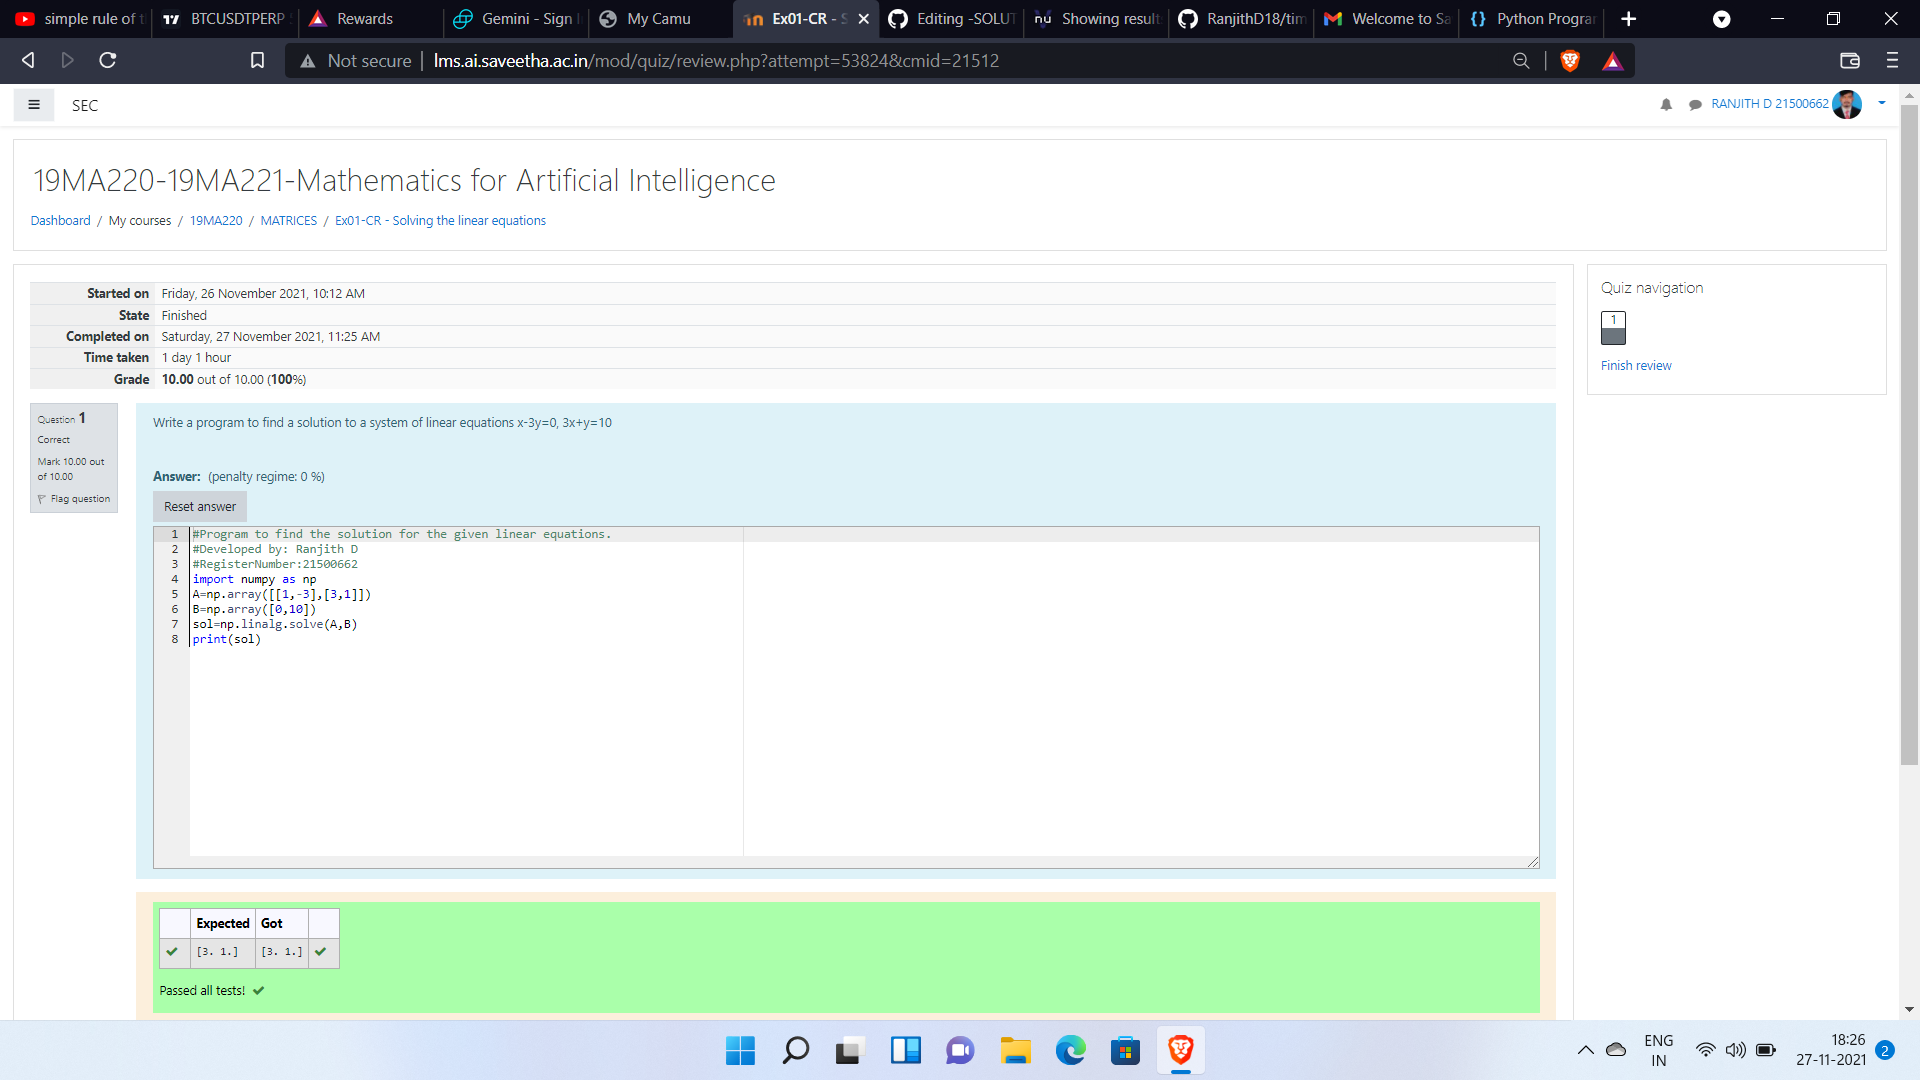 simple rule of t
BTCUSDTPERP
Rewards
Gemini - Sign I
My Camu
Ex01-CR - S
Editing -SOLUT
Showing result
RanjithD18/tim
Welcome to Sa
Python Program
Not secure
lms.ai.saveetha.ac.in/mod/quiz/review.php?attempt=53824&cmid=21512
SEC
RANJITH D 21500662
19MA220-19MA221-Mathematics for Artificial Intelligence
Dashboard / My courses / 19MA220 / MATRICES / Ex01-CR - Solving the linear equations
Started on Friday, 26 November 2021, 10:12 AM
State Finished
Completed on Saturday, 27 November 2021, 11:25 AM
Time taken 1 day 1 hour
Grade 10.00 out of 10.00 (100%)
Quiz navigation
1
Finish review
Question 1
Correct
Mark 10.00 out
of 10.00
Flag question
Write a program to find a solution to a system of linear equations x-3y=0, 3x+y=10
Answer: (penalty regime: 0 %)
Reset answer
1 #Program to find the solution for the given linear equations.
2 #Developed by: Ranjith D
3 #RegisterNumber:21500662
4 import numpy as np
5 A=np.array([[1,-3],[3,1]])
6 B=np.array([0,10])
7 sol=np.linalg.solve(A,B)
8 print(sol)
Expected Got
[3. 1.] [3. 1.]
Passed all tests!
ENG
IN
18:26
27-11-2021
2